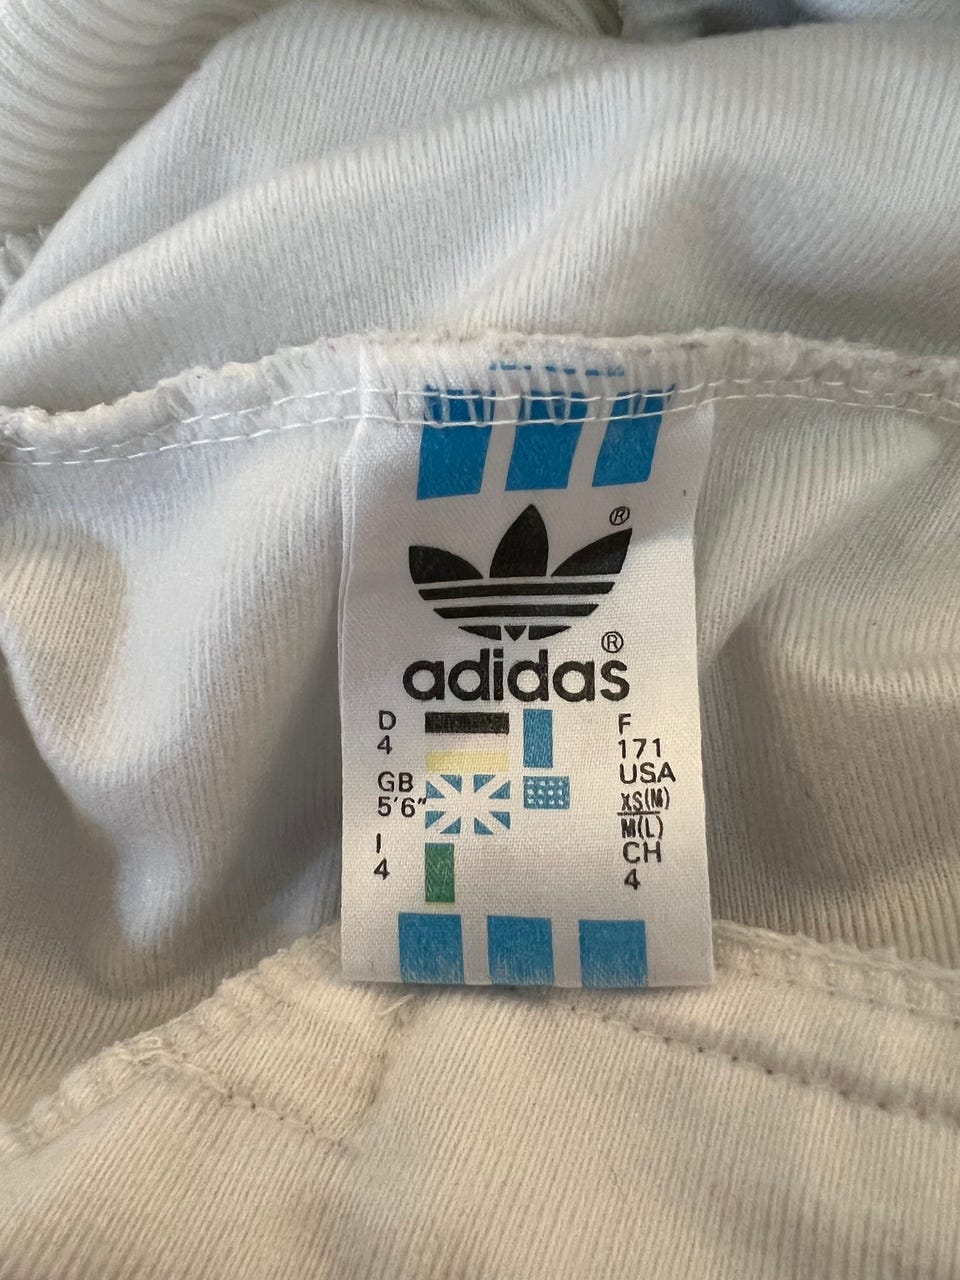 ®
®
adidas
D
4
GB
5'6"
I
4
F
171
USA
XS(M)
M(L)
CH
4